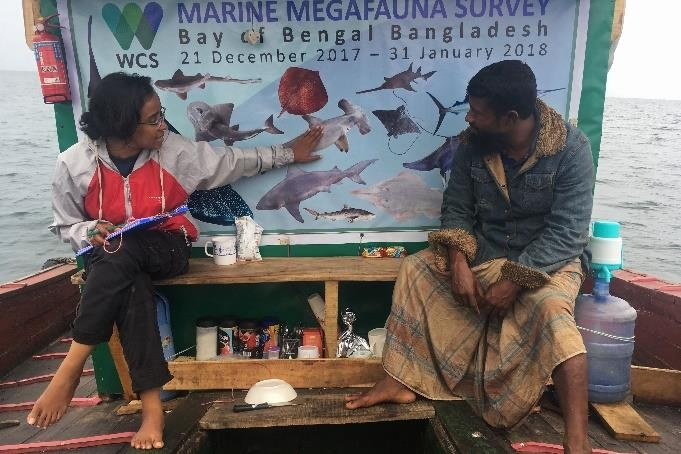 MARINE MEGAFAUNA SURVEY
Bay of Bengal Bangladesh
WCS
21 December 2017 – 31 January 2018